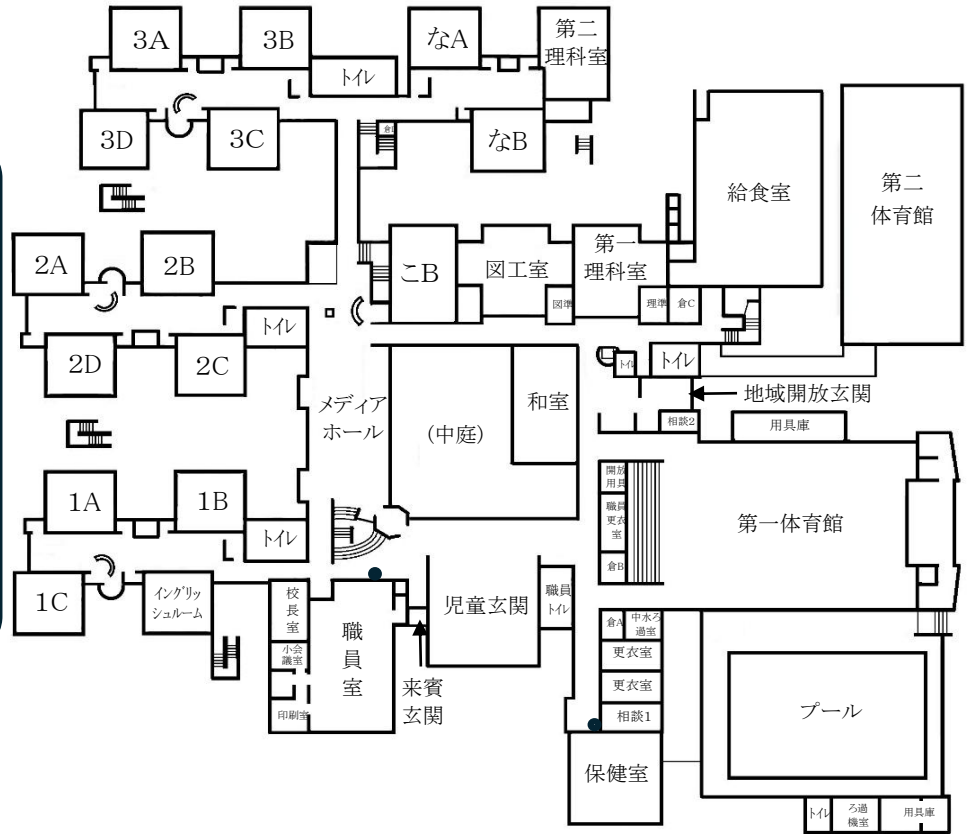 3A
3B
なA
第二
理科室
トイレ
3D
3C
倉D
なB
給食室
第二
体育館
2A
2B
こB
図工室
第一
理科室
図準
理準
倉C
トイレ
2D
2C
メディア
ホール
(中庭)
和室
トイレ
トイレ
地域開放玄関
相談2
用具庫
1A
1B
トイレ
開放
用具
職員
更衣
室
倉B
第一体育館
1C
イングリッ
シュルーム
校
長
室
小会
議室
印刷室
職
員
室
来賓
玄関
児童玄関
職員
トイレ
倉A
中水ろ
過室
更衣室
更衣室
相談1
保健室
プール
トイレ
ろ過
機室
用具庫